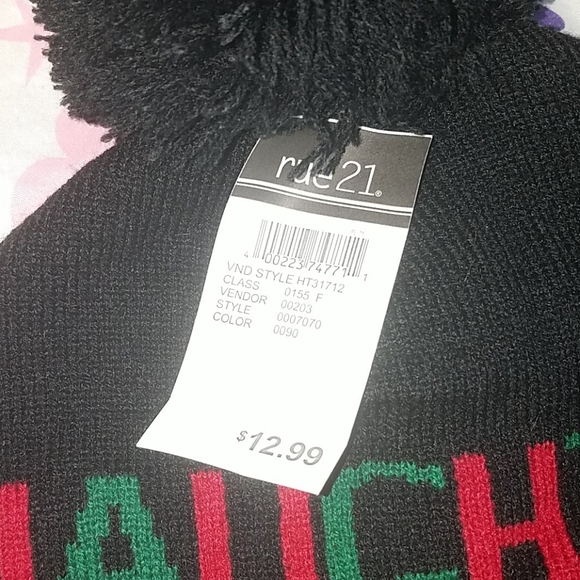 rue21®
4 00223 74771 1
VND STYLE HT31712
CLASS 0155 F
VENDOR 00203
STYLE 0007070
COLOR 0090
$12.99